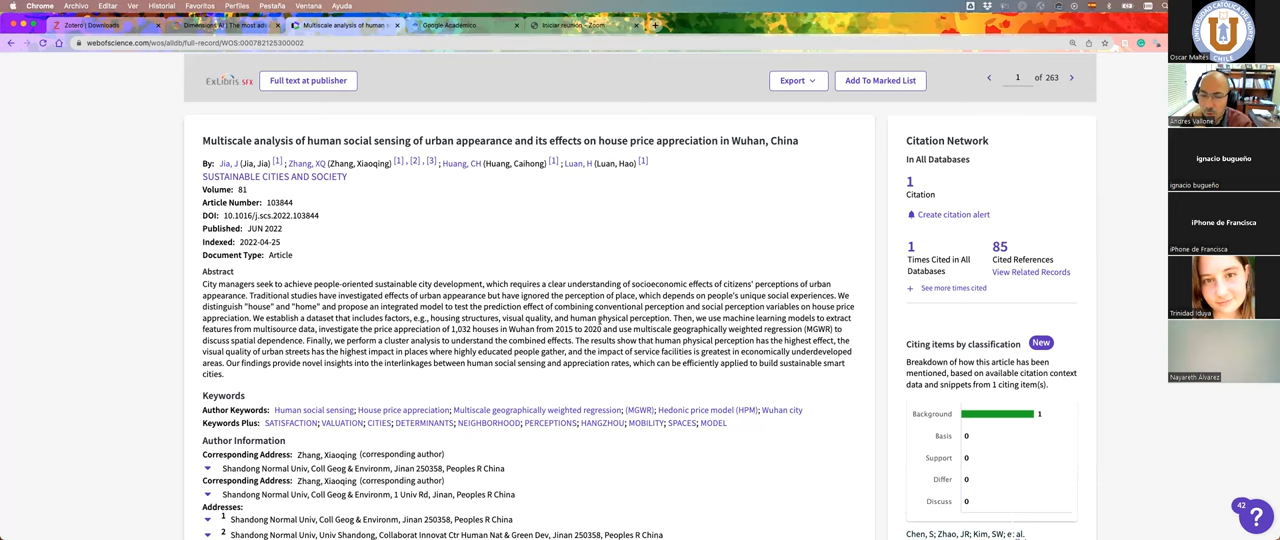 Chrome Archivo Editar Ver Historial Favoritos Perfiles Pestaña Ventana Ayuda
Zotero | Downloads
Dimensions AI | The most adv
Multiscale analysis of human s
Google Académico
Iniciar reunión - Zoom
webofscience.com/wos/alldb/full-record/WOS:000782125300002
ExLibris SFX
Full text at publisher
Export
Add To Marked List
1 of 263
Multiscale analysis of human social sensing of urban appearance and its effects on house price appreciation in Wuhan, China
By: Jia, J (Jia, Jia) [1] ; Zhang, XQ (Zhang, Xiaoqing) [1] , [2] , [3] ; Huang, CH (Huang, Caihong) [1] ; Luan, H (Luan, Hao) [1]
SUSTAINABLE CITIES AND SOCIETY
Volume: 81
Article Number: 103844
DOI: 10.1016/j.scs.2022.103844
Published: JUN 2022
Indexed: 2022-04-25
Document Type: Article
Abstract
City managers seek to achieve people-oriented sustainable city development, which requires a clear understanding of socioeconomic effects of citizens' perceptions of urban
appearance. Traditional studies have investigated effects of urban appearance but have ignored the perception of place, which depends on people's unique social experiences. We
distinguish "house" and "home" and propose an integrated model to test the prediction effect of combining conventional perception and social perception variables on house price
appreciation. We establish a dataset that includes factors, e.g., housing structures, visual quality, and human physical perception. Then, we use machine learning models to extract
features from multisource data, investigate the price appreciation of 1,032 houses in Wuhan from 2015 to 2020 and use multiscale geographically weighted regression (MGWR) to
discuss spatial dependence. Finally, we perform a cluster analysis to understand the combined effects. The results show that human physical perception has the highest effect, the
visual quality of urban streets has the highest impact in places where highly educated people gather, and the impact of service facilities is greatest in economically underdeveloped
areas. Our findings provide novel insights into the interlinkages between human social sensing and appreciation rates, which can be efficiently applied to build sustainable smart
cities.
Keywords
Author Keywords: Human social sensing; House price appreciation; Multiscale geographically weighted regression; (MGWR); Hedonic price model (HPM); Wuhan city
Keywords Plus: SATISFACTION; VALUATION; CITIES; DETERMINANTS; NEIGHBORHOOD; PERCEPTIONS; HANGZHOU; MOBILITY; SPACES; MODEL
Author Information
Corresponding Address: Zhang, Xiaoqing (corresponding author)
Shandong Normal Univ, Coll Geog & Environm, Jinan 250358, Peoples R China
Corresponding Address: Zhang, Xiaoqing (corresponding author)
Shandong Normal Univ, Coll Geog & Environm, 1 Univ Rd, Jinan, Peoples R China
Addresses:
1 Shandong Normal Univ, Coll Geog & Environm, Jinan 250358, Peoples R China
2 Shandong Normal Univ, Univ Shandong, Collaborat Innovat Ctr Human Nat & Green Dev, Jinan 250358, Peoples R China
Citation Network
In All Databases
1
Citation
Create citation alert
1
Times Cited in All
Databases
85
Cited References
View Related Records
+ See more times cited
Citing items by classification New
Breakdown of how this article has been
mentioned, based on available citation context
data and snippets from 1 citing item(s).
Background 1
Basis 0
Support 0
Differ 0
Discuss 0
Chen, S; Zhao, JR; Kim, SW; et al.
42
?
UNIVERSIDAD CATOLICA DEL NORTE
CHILE
Oscar Maltés
Andres Vallone
ignacio bugueño
ignacio bugueño
iPhone de Francisca
iPhone de Francisca
Trinidad Iduya
Nayareth Álvarez